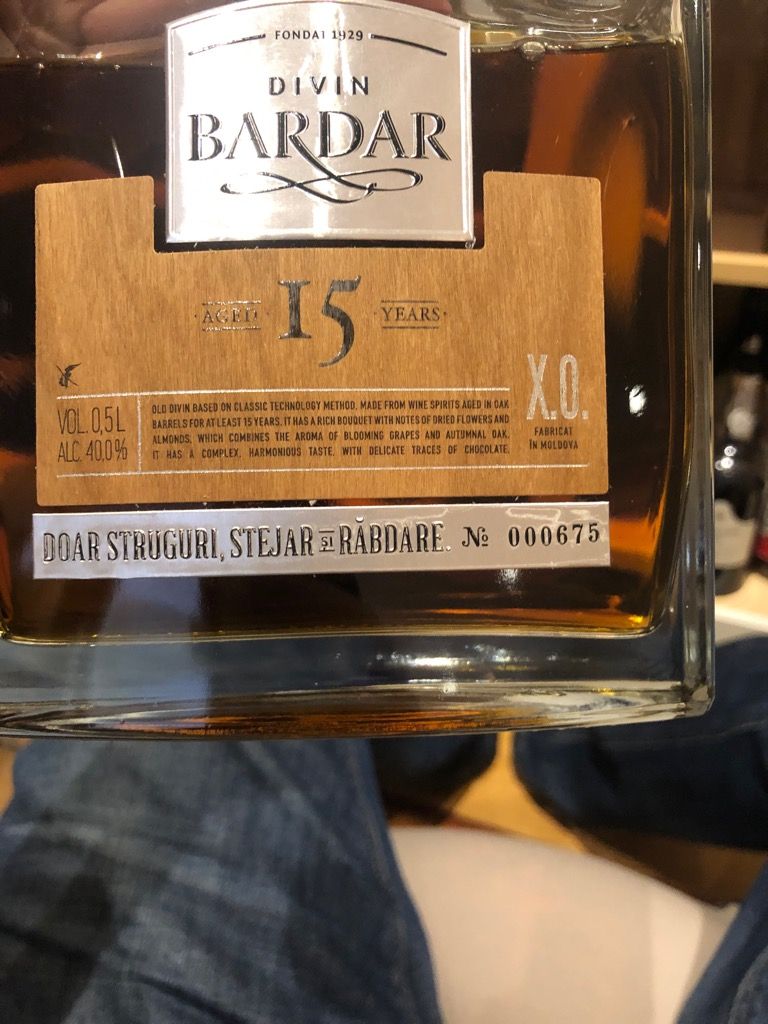 FONDAT 1929
DIVIN
BARDAR
· AGED · 15 · YEARS ·
X.O.
FABRICAT
ÎN MOLDOVA
VOL. 0,5 L
ALC. 40,0%
OLD DIVIN BASED ON CLASSIC TECHNOLOGY METHOD. MADE FROM WINE SPIRITS AGED IN OAK
BARRELS FOR AT LEAST 15 YEARS. IT HAS A RICH BOUQUET WITH NOTES OF DRIED FLOWERS AND
ALMONDS, WHICH COMBINES THE AROMA OF BLOOMING GRAPES AND AUTUMNAL OAK.
IT HAS A COMPLEX, HARMONIOUS TASTE, WITH DELICATE TRACES OF CHOCOLATE.
DOAR STRUGURI, STEJAR ȘI RĂBDARE. № 000675